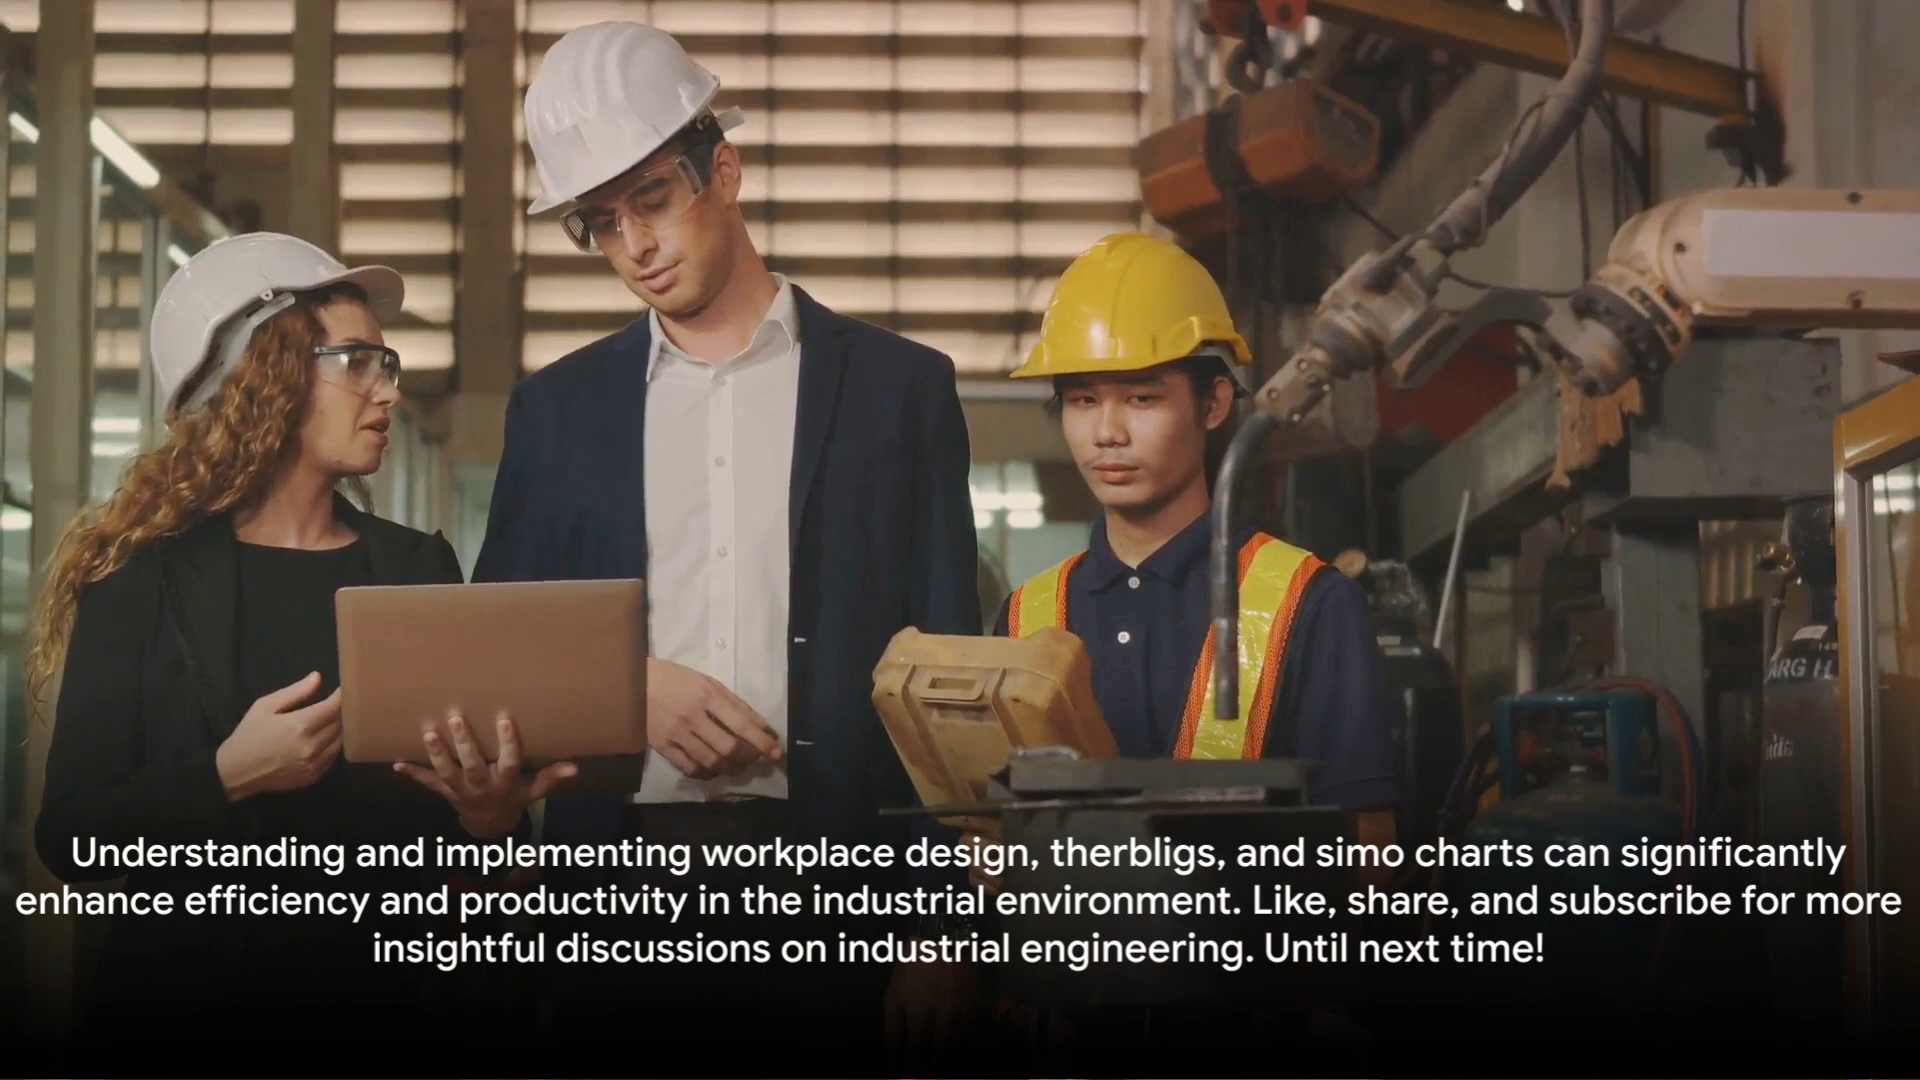 Understanding and implementing workplace design, therbligs, and simo charts can significantly
enhance efficiency and productivity in the industrial environment. Like, share, and subscribe for more
insightful discussions on industrial engineering. Until next time!
ARG H